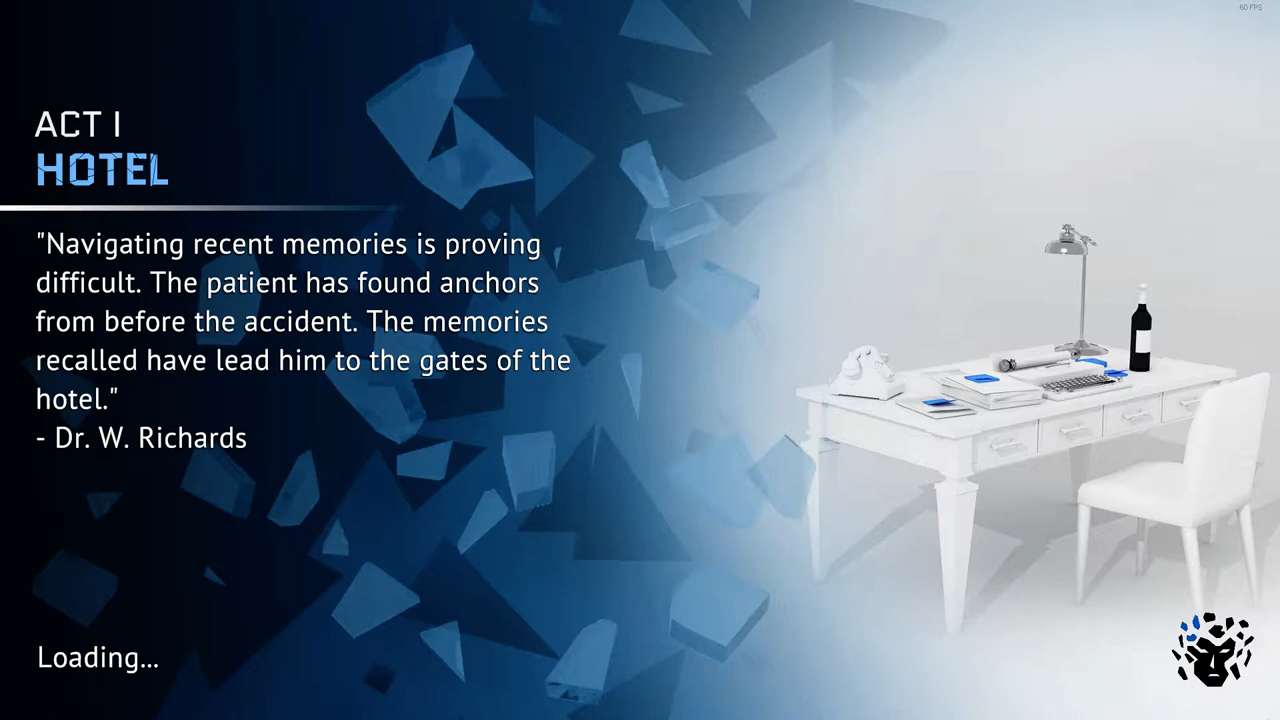 60 FPS
ACT I
HOTEL
"Navigating recent memories is proving
difficult. The patient has found anchors
from before the accident. The memories
recalled have lead him to the gates of the
hotel."
- Dr. W. Richards
Loading...